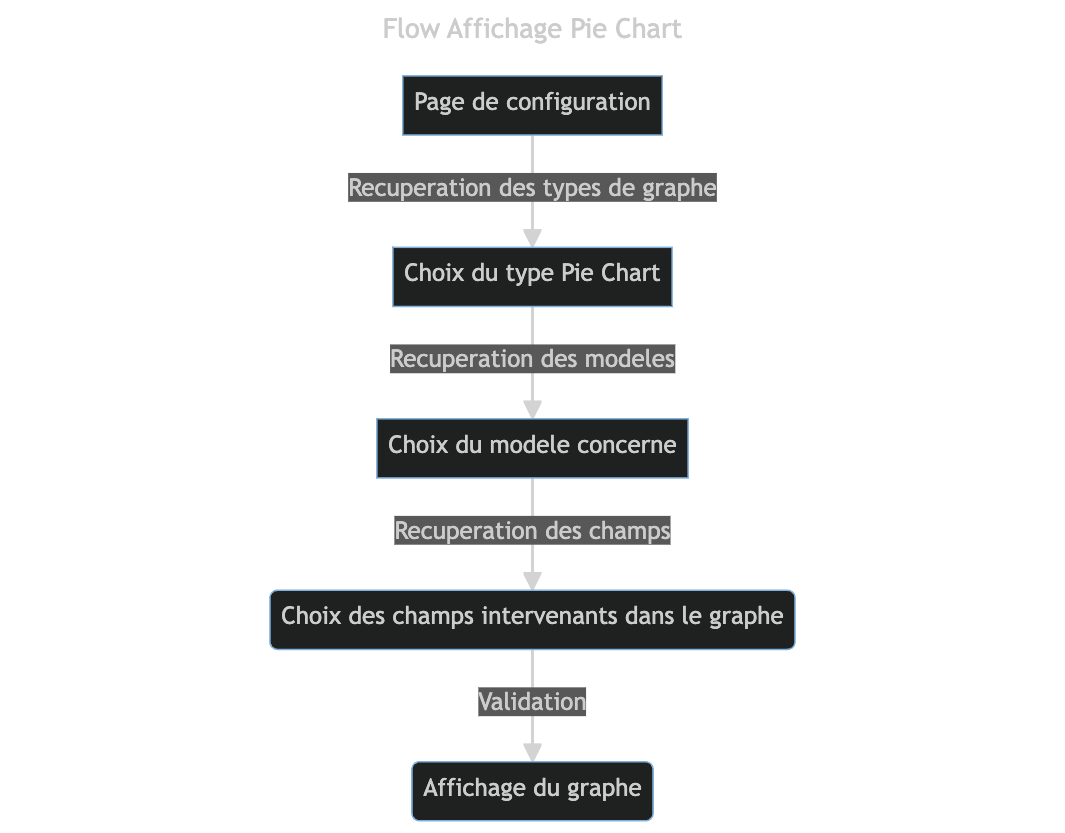 Flow Affichage Pie Chart
Page de configuration
Recuperation des types de graphe
Choix du type Pie Chart
Recuperation des modeles
Choix du modele concerne
Recuperation des champs
Choix des champs intervenants dans le graphe
Validation
Affichage du graphe